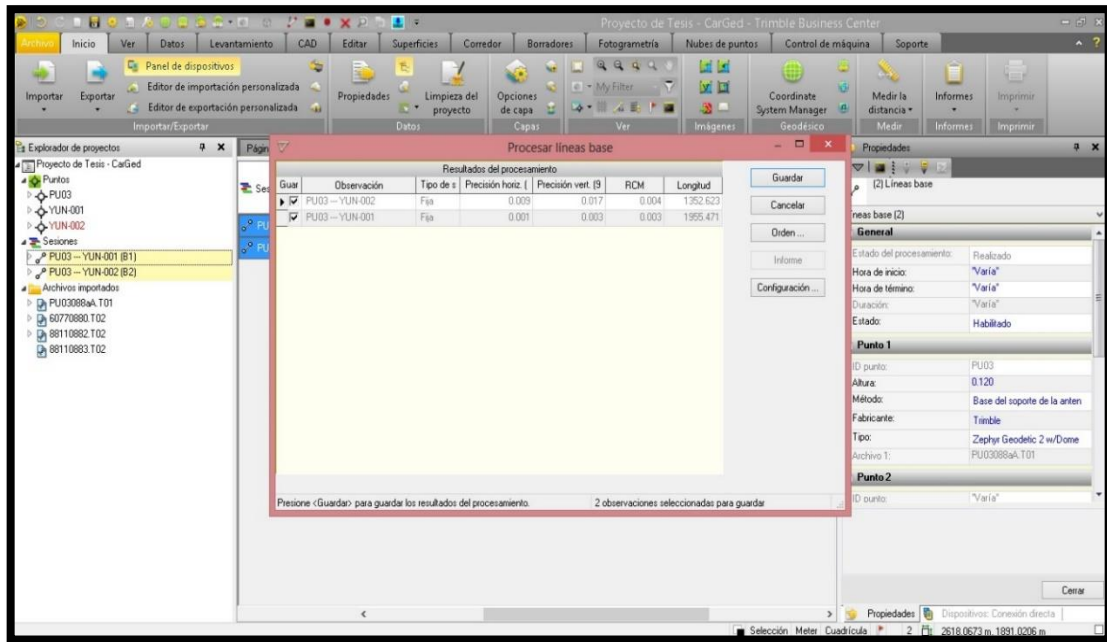 Proyecto de Tesis - CarGed - Trimble Business Center
Archivo Inicio Ver Datos Levantamiento CAD Editar Superficies Corredor Borradores Fotogrametría Nubes de puntos Control de máquina Soporte
Importar
Exportar
Panel de dispositivos
Editor de importación personalizada
Editor de exportación personalizada
Importar/Exportar
Propiedades
Limpieza del proyecto
Datos
Opciones de capa
Capas
My Filter
Ver
Imágenes
Coordinate System Manager
Geodésico
Medir la distancia
Medir
Informes
Informes
Imprimir
Imprimir
Explorador de proyectos
Proyecto de Tesis - CarGed
Puntos
PU03
YUN-001
YUN-002
Sesiones
PU03 -- YUN-001 (B1)
PU03 -- YUN-002 (B2)
Archivos importados
PU03088aA.T01
60770880.T02
88110882.T02
88110883.T02
Págin
Ses
PU
PU
Procesar líneas base
Resultados del procesamiento
Guar Observación Tipo de s Precisión horiz. ( Precisión vert. (9 RCM Longitud
PU03 -- YUN-002 Fija 0.009 0.017 0.004 1352.623
PU03 -- YUN-001 Fija 0.001 0.003 0.003 1955.471
Guardar
Cancelar
Orden ...
Informe
Configuración ...
Presione <Guardar> para guardar los resultados del procesamiento.
2 observaciones seleccionadas para guardar
Propiedades
(2) Líneas base
neas base (2)
General
Estado del procesamiento: Realizado
Hora de inicio: "Varía"
Hora de término: "Varía"
Duración: "Varía"
Estado: Habilitado
Punto 1
ID punto: PU03
Altura: 0.120
Método: Base del soporte de la anten
Fabricante: Trimble
Tipo: Zephyr Geodetic 2 w/Dome
Archivo 1: PU03088aA.T01
Punto 2
ID punto: "Varía"
Cerrar
Propiedades
Dispositivos: Conexión directa
Selección Meter Cuadrícula 2 2618.0673 m, 1891.0206 m